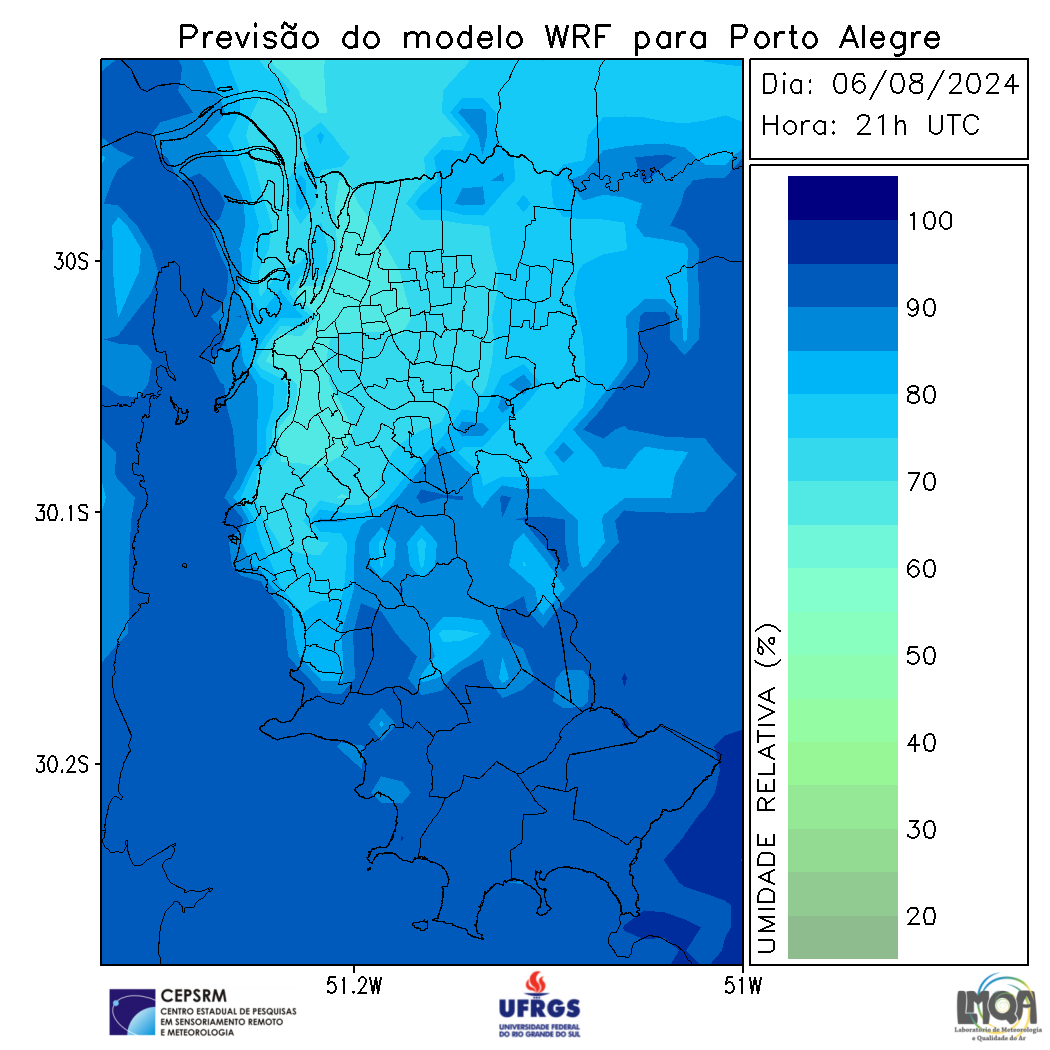 Previsão do modelo WRF para Porto Alegre
Dia: 06/08/2024
Hora: 21h UTC
30S
30.1S
30.2S
51.2W
51W
UMIDADE RELATIVA (%)
100
90
80
70
60
50
40
30
20
CEPSRM
CENTRO ESTADUAL DE PESQUISAS
EM SENSORIAMENTO REMOTO
E METEOROLOGIA
UFRGS
UNIVERSIDADE FEDERAL
DO RIO GRANDE DO SUL
LMQA
Laboratório de Meteorologia
e Qualidade do Ar